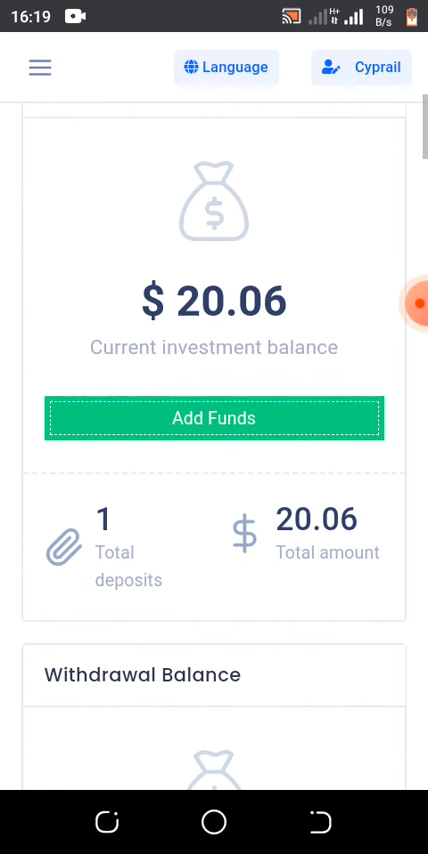 16:19
H+
109
B/s
Language
Cyprail
$
$ 20.06
Current investment balance
Add Funds
1
Total
deposits
$
20.06
Total amount
Withdrawal Balance